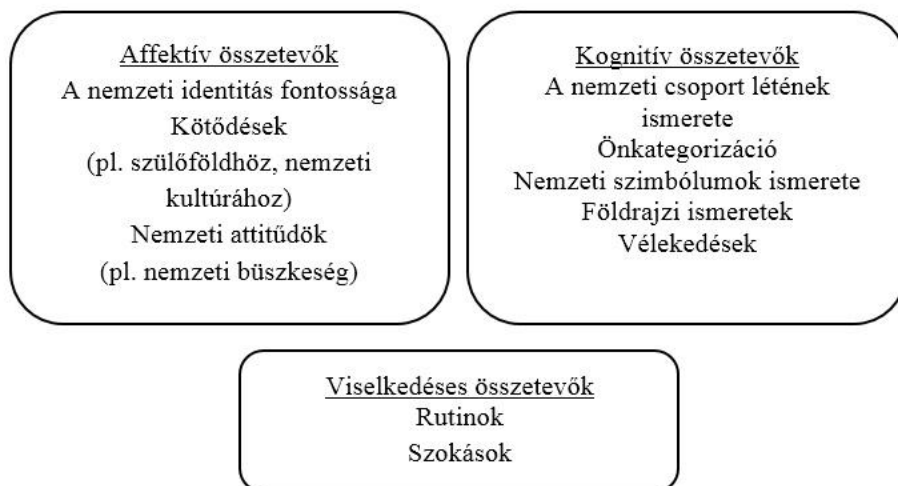 Affektív összetevők
A nemzeti identitás fontossága
Kötődések
(pl. szülőföldhöz, nemzeti
kultúrához)
Nemzeti attitűdök
(pl. nemzeti büszkeség)
Kognitív összetevők
A nemzeti csoport létének
ismerete
Önkategorizáció
Nemzeti szimbólumok ismerete
Földrajzi ismeretek
Vélekedések
Viselkedéses összetevők
Rutinok
Szokások